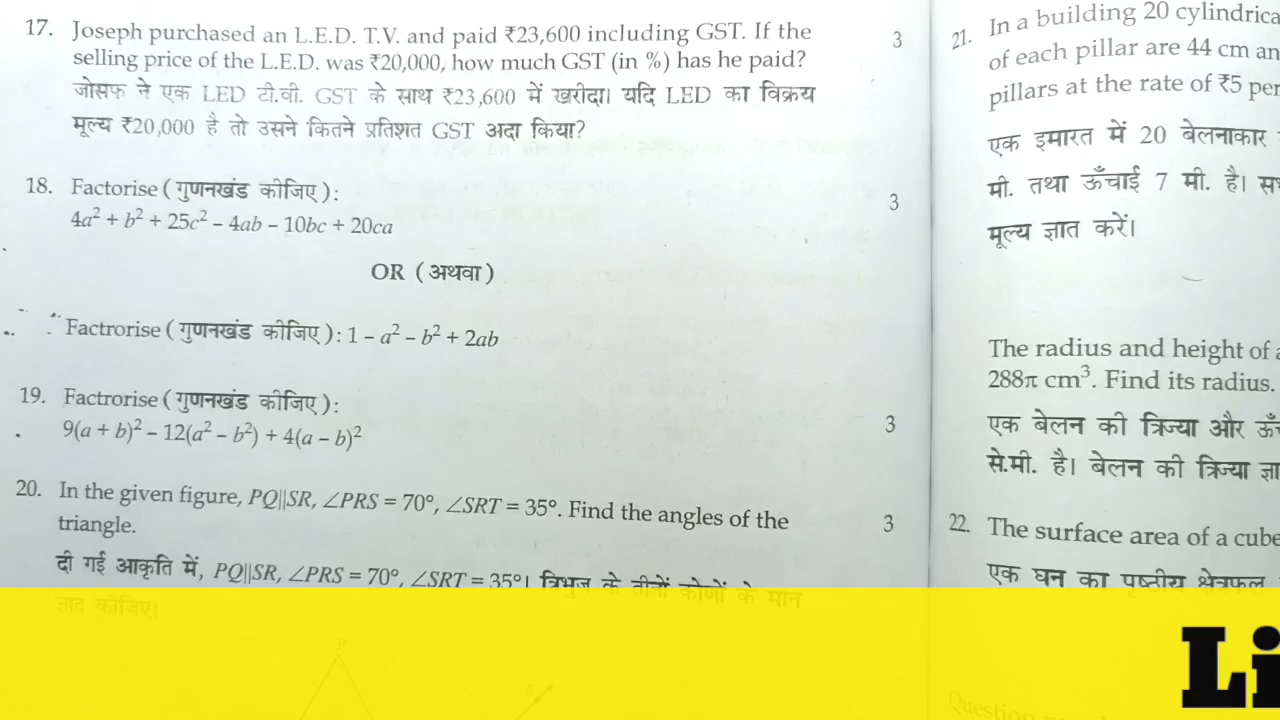 17. Joseph purchased an L.E.D. T.V. and paid ₹23,600 including GST. If the 3
selling price of the L.E.D. was ₹20,000, how much GST (in %) has he paid?
जोसफ ने एक LED टी.वी. GST के साथ ₹23,600 में खरीदा। यदि LED का विक्रय
मूल्य ₹20,000 है तो उसने कितने प्रतिशत GST अदा किया?
18. Factorise (गुणनखंड कीजिए): 3
4a² + b² + 25c² – 4ab – 10bc + 20ca
OR (अथवा)
Factrorise (गुणनखंड कीजिए): 1 – a² – b² + 2ab
19. Factrorise (गुणनखंड कीजिए): 3
9(a + b)² – 12(a² – b²) + 4(a – b)²
20. In the given figure, PQ||SR, ∠PRS = 70°, ∠SRT = 35°. Find the angles of the 3
triangle.
दी गई आकृति में, PQ||SR, ∠PRS = 70°, ∠SRT = 35°। त्रिभुज के तीनों कोणों के मान
ज्ञात कीजिए।
P
21. In a building 20 cylindrica
of each pillar are 44 cm an
pillars at the rate of ₹5 per
एक इमारत में 20 बेलनाकार
मी. तथा ऊँचाई 7 मी. है।
मूल्य ज्ञात करें।
The radius and height of a
288π cm³. Find its radius.
एक बेलन की त्रिज्या और
से.मी. है। बेलन की त्रिज्या
22. The surface area of a cube
एक घन का पृष्ठीय क्षेत्रफल
Question
Li